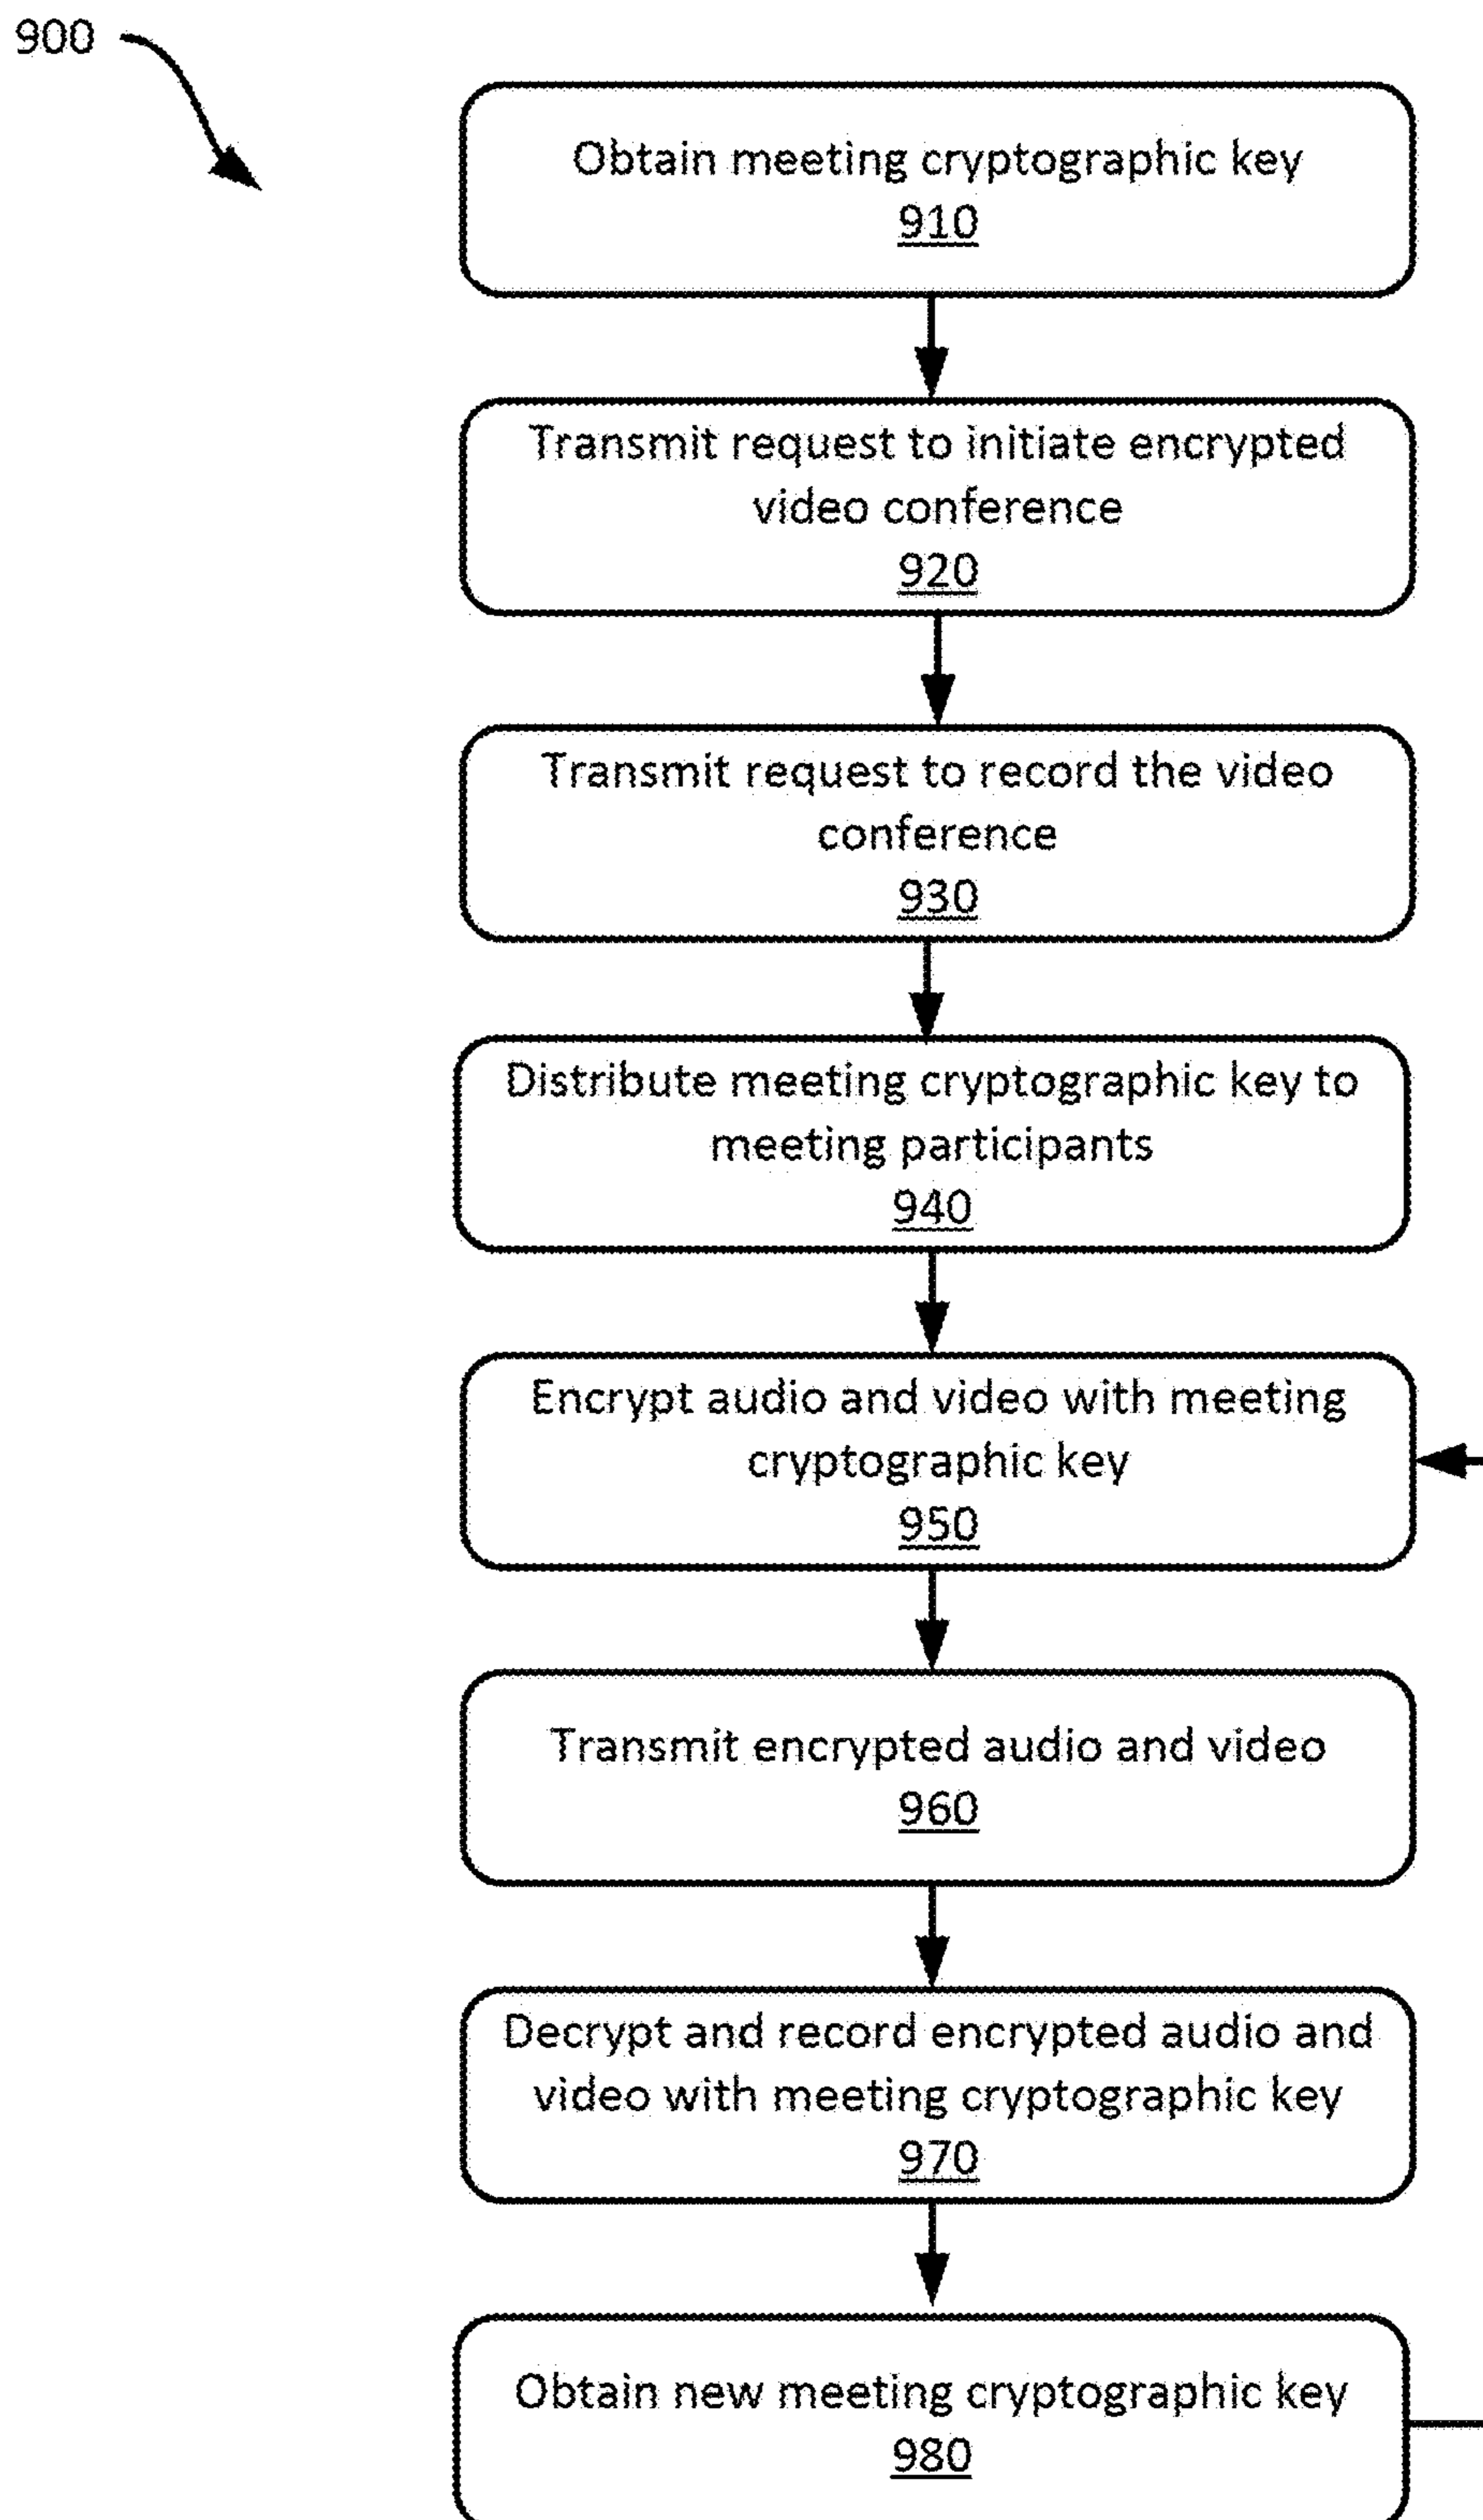 900
Obtain meeting cryptographic key
910
Transmit request to initiate encrypted
video conference
920
Transmit request to record the video
conference
930
Distribute meeting cryptographic key to
meeting participants
940
Encrypt audio and video with meeting
cryptographic key
950
Transmit encrypted audio and video
960
Decrypt and record encrypted audio and
video with meeting cryptographic key
970
Obtain new meeting cryptographic key
980